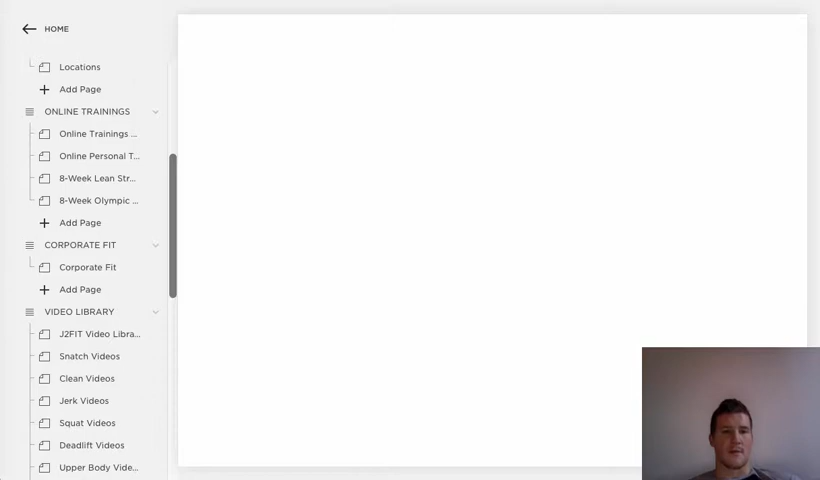 HOME
Locations
Add Page
ONLINE TRAININGS
Online Trainings ...
Online Personal T...
8-Week Lean Str...
8-Week Olympic ...
Add Page
CORPORATE FIT
Corporate Fit
Add Page
VIDEO LIBRARY
J2FIT Video Libra...
Snatch Videos
Clean Videos
Jerk Videos
Squat Videos
Deadlift Videos
Upper Body Vide...